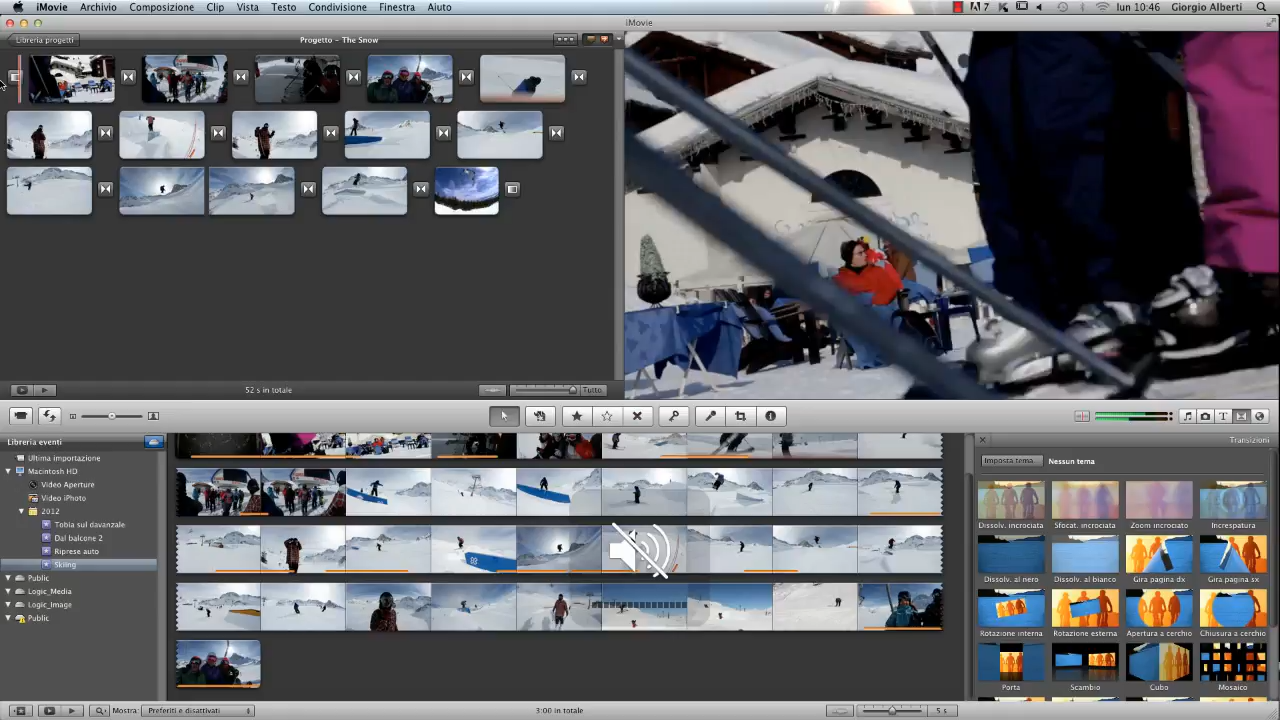 iMovie Archivio Composizione Clip Vista Testo Condivisione Finestra Aiuto
7 lun 10:46 Giorgio Alberti
iMovie
Libreria progetti
Progetto - The Snow
52 s in totale
Tutto
Libreria eventi
Transizioni
Ultima importazione
Macintosh HD
Video Aperture
Video iPhoto
2012
Tobia sul davanzale
Dal balcone 2
Riprese auto
Skiing
Public
Logic_Media
Logic_Image
Public
Imposta tema... Nessun tema
Dissolv. incrociata Sfocat. incrociata Zoom incrociato Increspatura
Dissolv. al nero Dissolv. al bianco Gira pagina dx Gira pagina sx
Rotazione interna Rotazione esterna Apertura a cerchio Chiusura a cerchio
Porta Scambio Cubo Mosaico
Mostra: Preferiti e disattivati
3:00 in totale
5 s